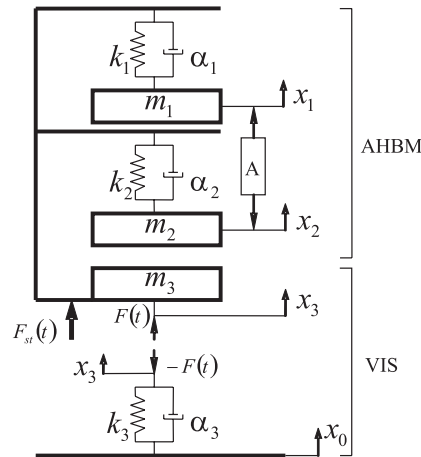 k₁ α₁
m₁
x₁
A
AHBM
k₂ α₂
m₂
x₂
m₃
F(t)
x₃
Fₛₜ(t)
x₃
−F(t)
VIS
k₃ α₃
x₀